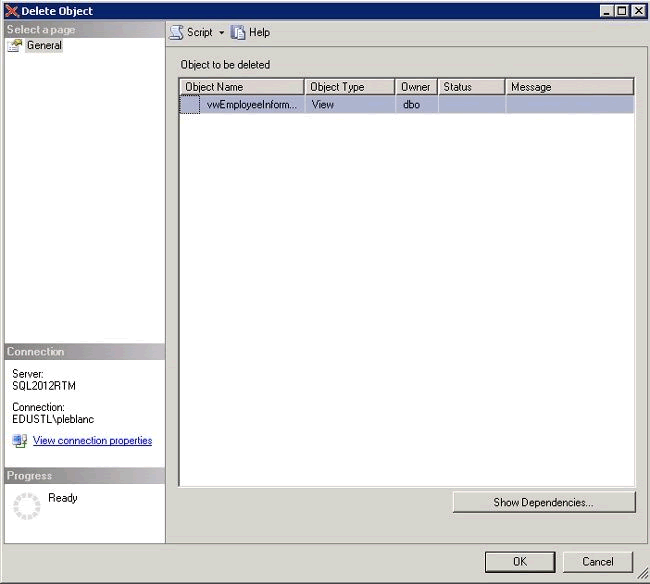 Delete Object
Select a page
General
Script Help
Object to be deleted
Object Name Object Type Owner Status Message
vwEmployeeInform... View dbo
Connection
Server:
SQL2012RTM
Connection:
EDUSTL\pleblanc
View connection properties
Progress
Ready
Show Dependencies...
OK Cancel